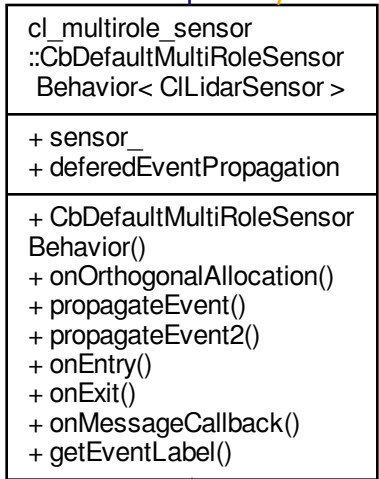 cl_multirole_sensor
::CbDefaultMultiRoleSensor
Behavior< ClLidarSensor >
+ sensor_
+ deferedEventPropagation
+ CbDefaultMultiRoleSensor
Behavior()
+ onOrthogonalAllocation()
+ propagateEvent()
+ propagateEvent2()
+ onEntry()
+ onExit()
+ onMessageCallback()
+ getEventLabel()